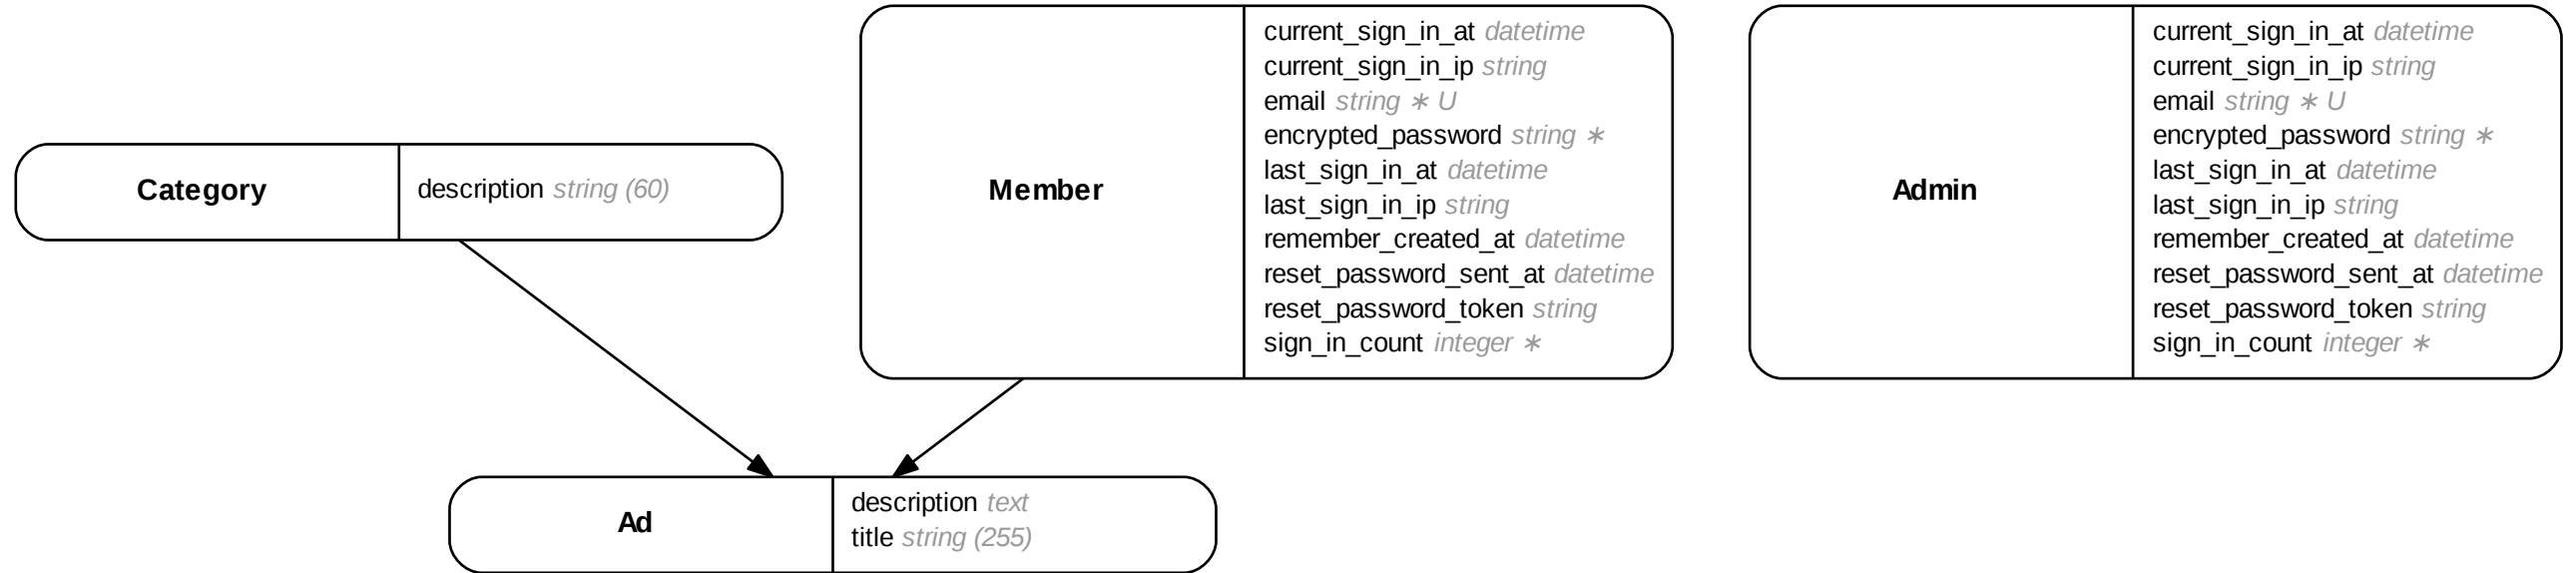 Category
description string (60)
Member
current_sign_in_at datetime
current_sign_in_ip string
email string ∗ U
encrypted_password string ∗
last_sign_in_at datetime
last_sign_in_ip string
remember_created_at datetime
reset_password_sent_at datetime
reset_password_token string
sign_in_count integer ∗
Admin
current_sign_in_at datetime
current_sign_in_ip string
email string ∗ U
encrypted_password string ∗
last_sign_in_at datetime
last_sign_in_ip string
remember_created_at datetime
reset_password_sent_at datetime
reset_password_token string
sign_in_count integer ∗
Ad
description text
title string (255)